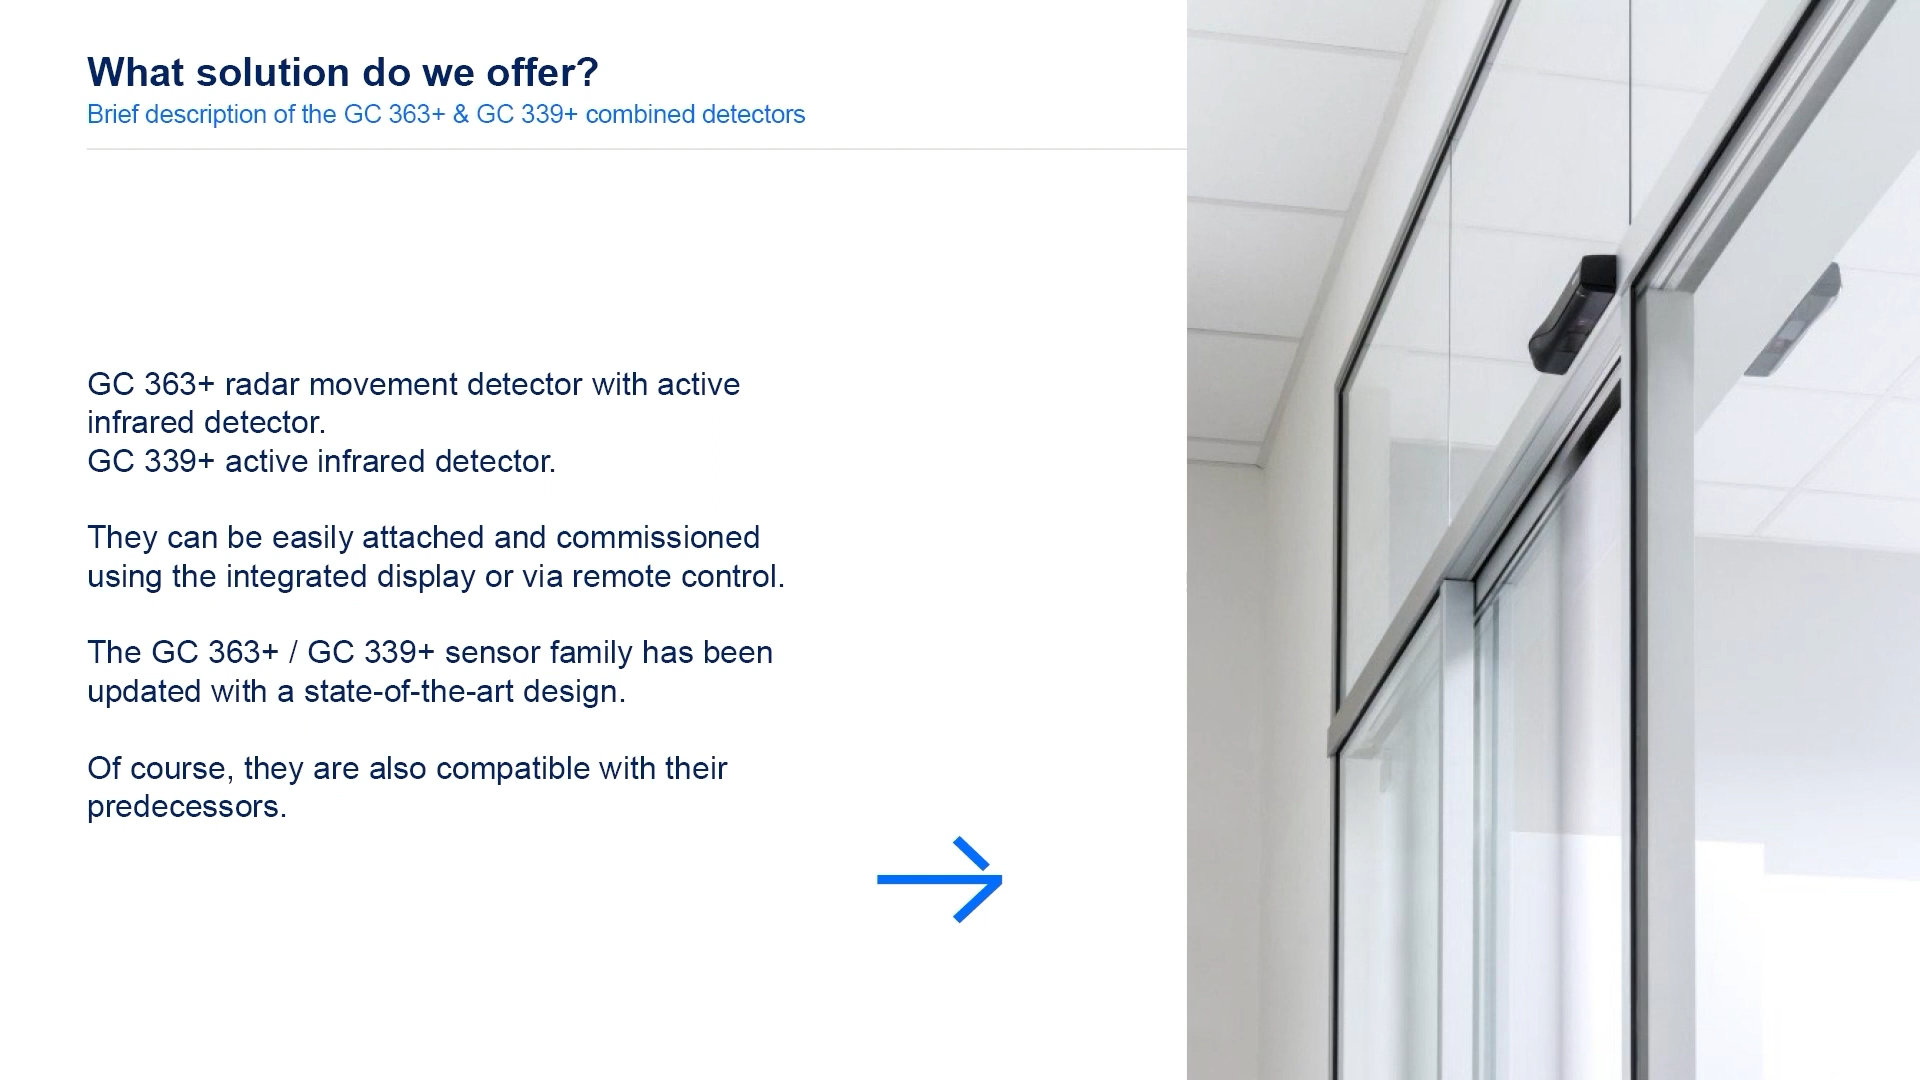 What solution do we offer?
Brief description of the GC 363+ & GC 339+ combined detectors
GC 363+ radar movement detector with active
infrared detector.
GC 339+ active infrared detector.
They can be easily attached and commissioned
using the integrated display or via remote control.
The GC 363+ / GC 339+ sensor family has been
updated with a state-of-the-art design.
Of course, they are also compatible with their
predecessors.